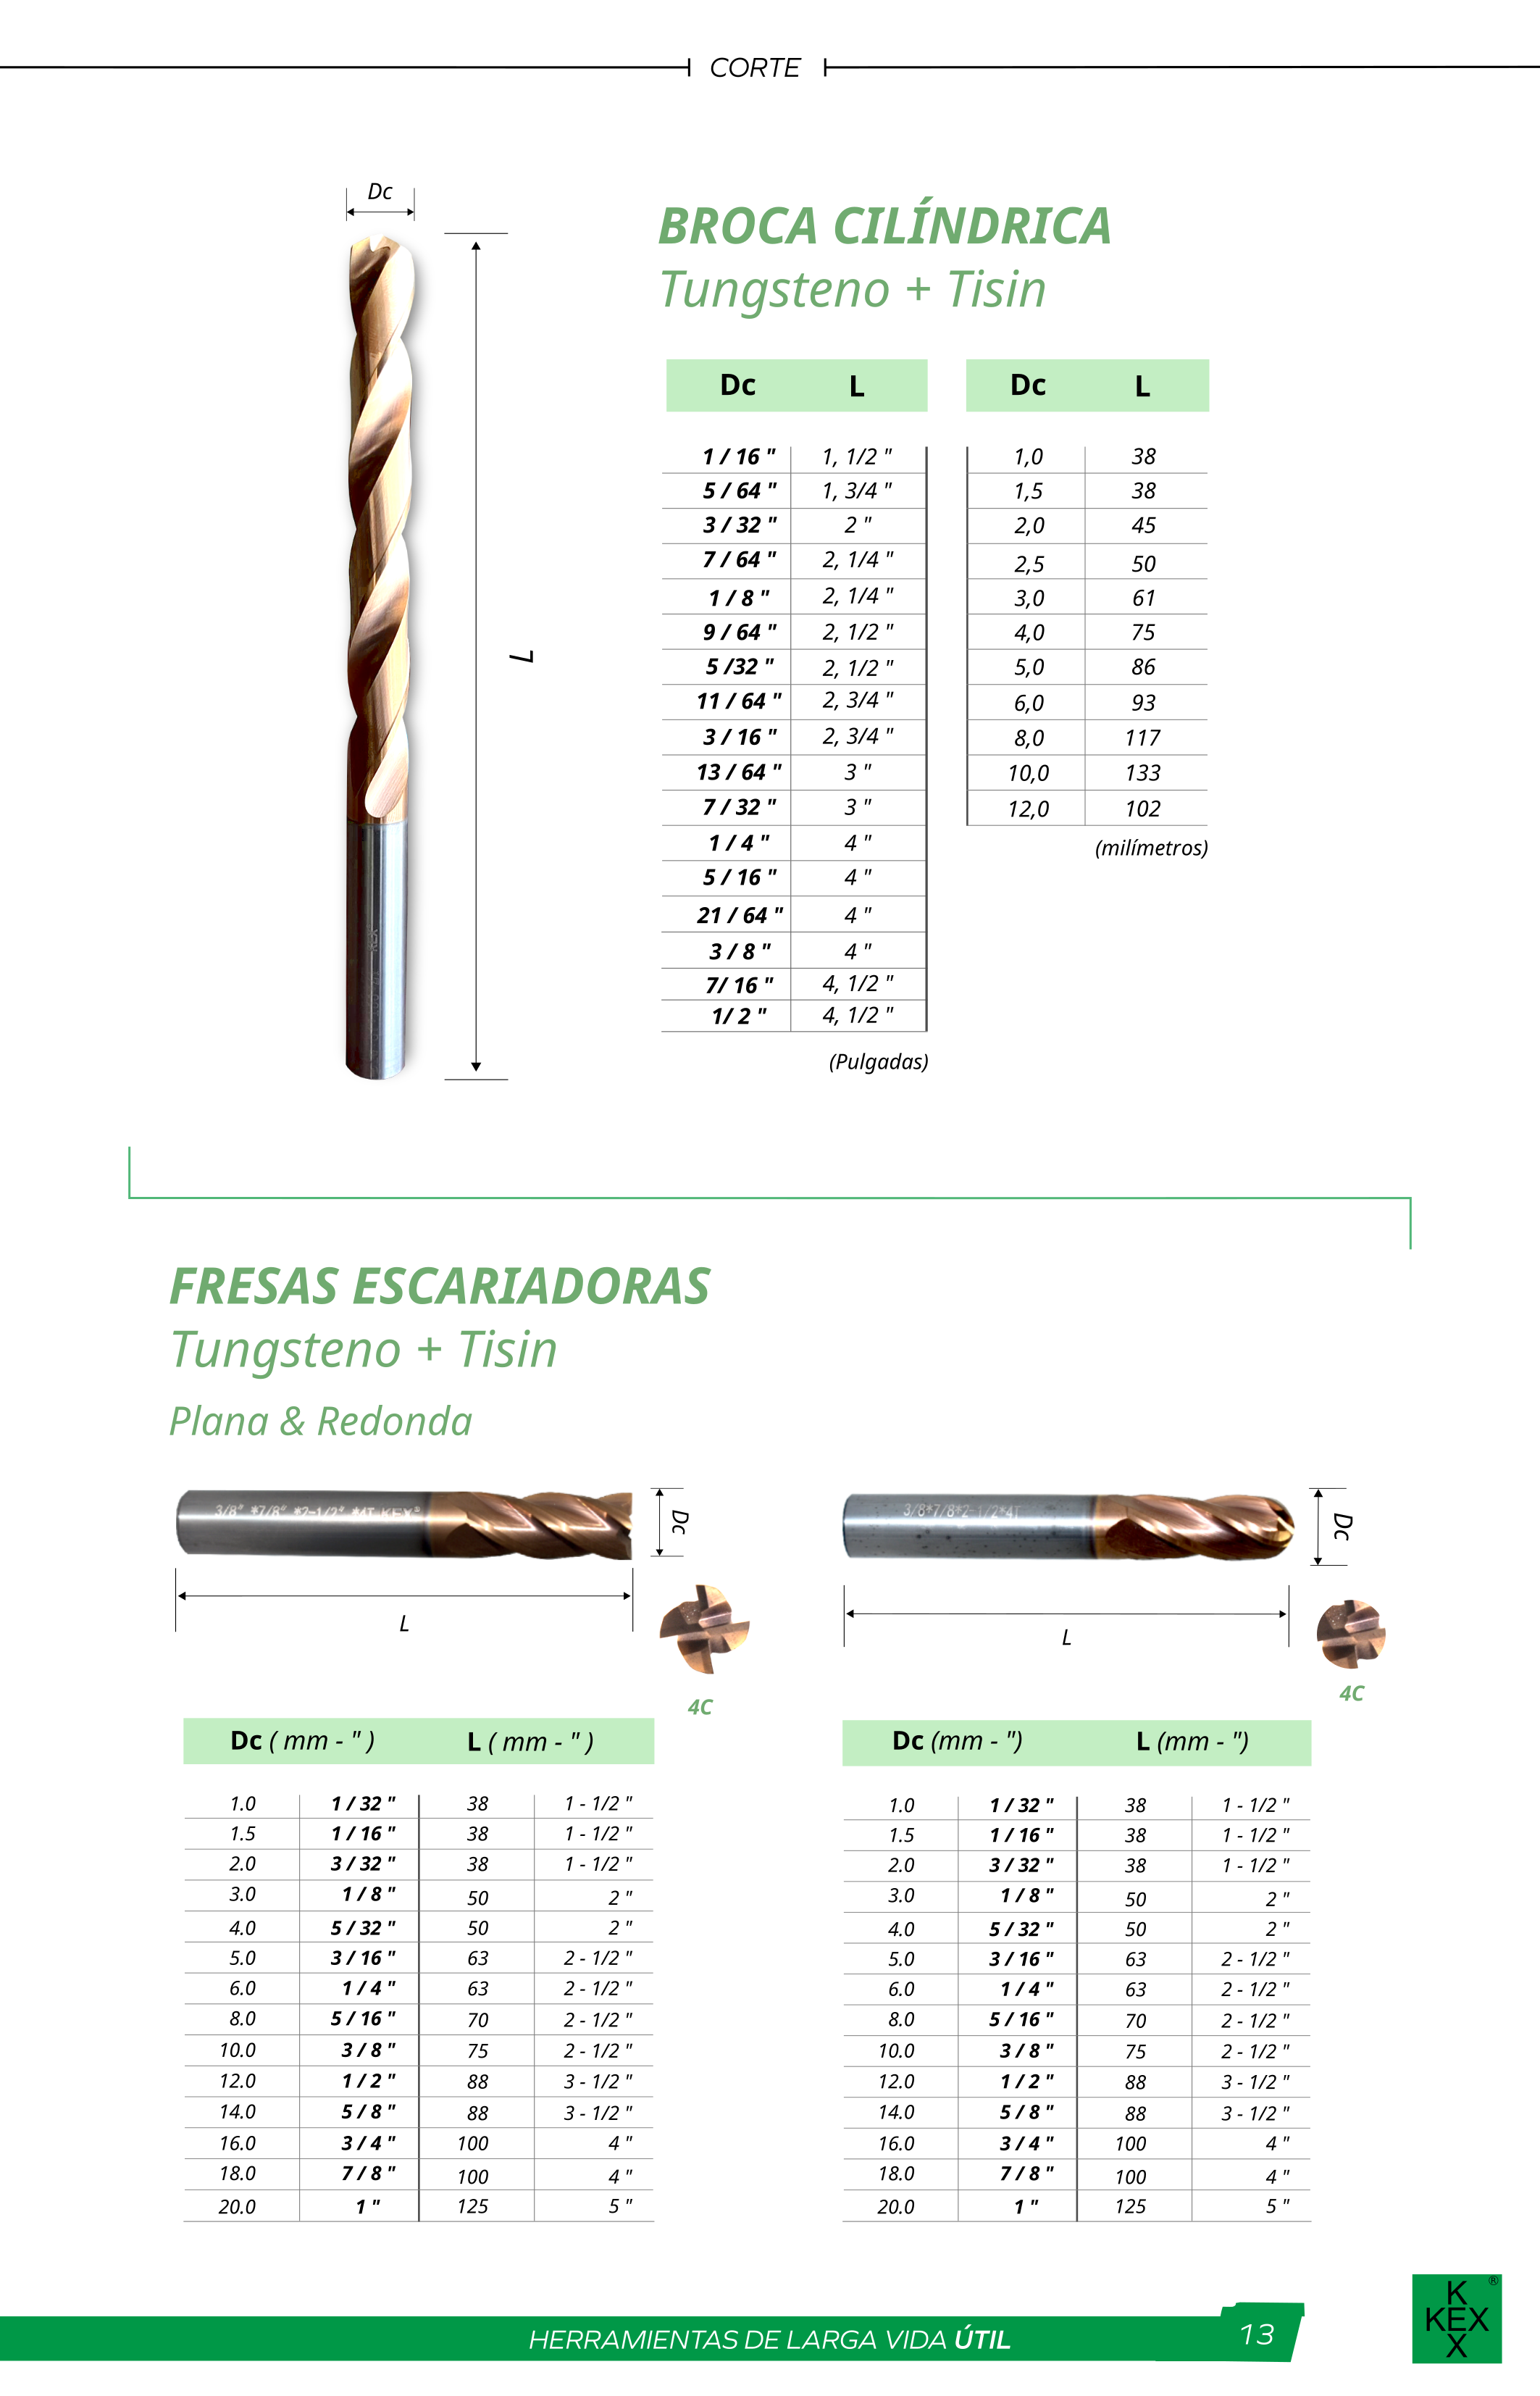 CORTE
Dc
L
BROCA CILÍNDRICA
Tungsteno + Tisin
Dc L
1 / 16 " 1, 1/2 "
5 / 64 " 1, 3/4 "
3 / 32 " 2 "
7 / 64 " 2, 1/4 "
1 / 8 " 2, 1/4 "
9 / 64 " 2, 1/2 "
5 /32 " 2, 1/2 "
11 / 64 " 2, 3/4 "
3 / 16 " 2, 3/4 "
13 / 64 " 3 "
7 / 32 " 3 "
1 / 4 " 4 "
5 / 16 " 4 "
21 / 64 " 4 "
3 / 8 " 4 "
7/ 16 " 4, 1/2 "
1/ 2 " 4, 1/2 "
(Pulgadas)
Dc L
1,0 38
1,5 38
2,0 45
2,5 50
3,0 61
4,0 75
5,0 86
6,0 93
8,0 117
10,0 133
12,0 102
(milímetros)
FRESAS ESCARIADORAS
Tungsteno + Tisin
Plana & Redonda
3/8" *7/8" *2-1/2" *4T KEX®
Dc
L
4C
3/8*7/8*2-1/2*4T
Dc
L
4C
Dc ( mm - " ) L ( mm - " )
1.0 1 / 32 " 38 1 - 1/2 "
1.5 1 / 16 " 38 1 - 1/2 "
2.0 3 / 32 " 38 1 - 1/2 "
3.0 1 / 8 " 50 2 "
4.0 5 / 32 " 50 2 "
5.0 3 / 16 " 63 2 - 1/2 "
6.0 1 / 4 " 63 2 - 1/2 "
8.0 5 / 16 " 70 2 - 1/2 "
10.0 3 / 8 " 75 2 - 1/2 "
12.0 1 / 2 " 88 3 - 1/2 "
14.0 5 / 8 " 88 3 - 1/2 "
16.0 3 / 4 " 100 4 "
18.0 7 / 8 " 100 4 "
20.0 1 " 125 5 "
Dc (mm - ") L (mm - ")
1.0 1 / 32 " 38 1 - 1/2 "
1.5 1 / 16 " 38 1 - 1/2 "
2.0 3 / 32 " 38 1 - 1/2 "
3.0 1 / 8 " 50 2 "
4.0 5 / 32 " 50 2 "
5.0 3 / 16 " 63 2 - 1/2 "
6.0 1 / 4 " 63 2 - 1/2 "
8.0 5 / 16 " 70 2 - 1/2 "
10.0 3 / 8 " 75 2 - 1/2 "
12.0 1 / 2 " 88 3 - 1/2 "
14.0 5 / 8 " 88 3 - 1/2 "
16.0 3 / 4 " 100 4 "
18.0 7 / 8 " 100 4 "
20.0 1 " 125 5 "
HERRAMIENTAS DE LARGA VIDA ÚTIL
13
K ®
KEX
X